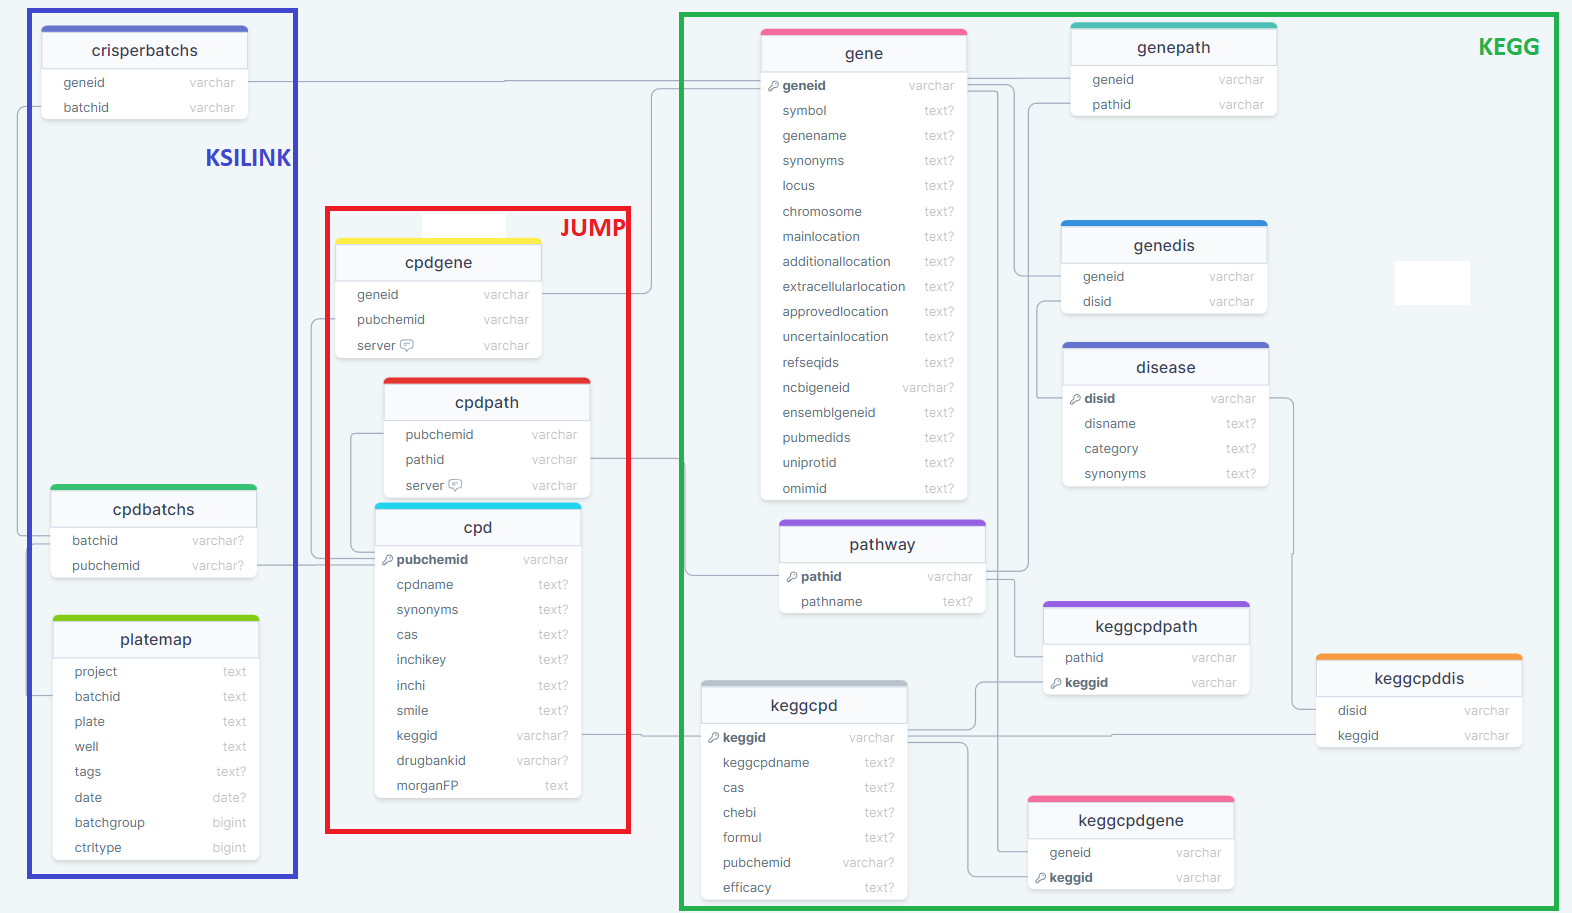 KSILINK
crisperbatchs
geneid varchar
batchid varchar
cpdbatchs
batchid varchar?
pubchemid varchar?
platemap
project text
batchid text
plate text
well text
tags text?
date date?
batchgroup bigint
ctrltype bigint
JUMP
cpdgene
geneid varchar
pubchemid varchar
server varchar
cpdpath
pubchemid varchar
pathid varchar
server varchar
cpd
pubchemid varchar
cpdname text?
synonyms text?
cas text?
inchikey text?
inchi text?
smile text?
keggid varchar?
drugbankid varchar?
morganFP text
KEGG
gene
geneid varchar
symbol text?
genename text?
synonyms text?
locus text?
chromosome text?
mainlocation text?
additionallocation text?
extracellularlocation text?
approvedlocation text?
uncertainlocation text?
refseqids text?
ncbigeneid varchar?
ensemblgeneid text?
pubmedids text?
uniprotid text?
omimid text?
pathway
pathid varchar
pathname text?
keggcpd
keggid varchar
keggcpdname text?
cas text?
chebi text?
formul text?
pubchemid varchar?
efficacy text?
genepath
geneid varchar
pathid varchar
genedis
geneid varchar
disid varchar
disease
disid varchar
disname text?
category text?
synonyms text?
keggcpdpath
pathid varchar
keggid varchar
keggcpddis
disid varchar
keggid varchar
keggcpdgene
geneid varchar
keggid varchar